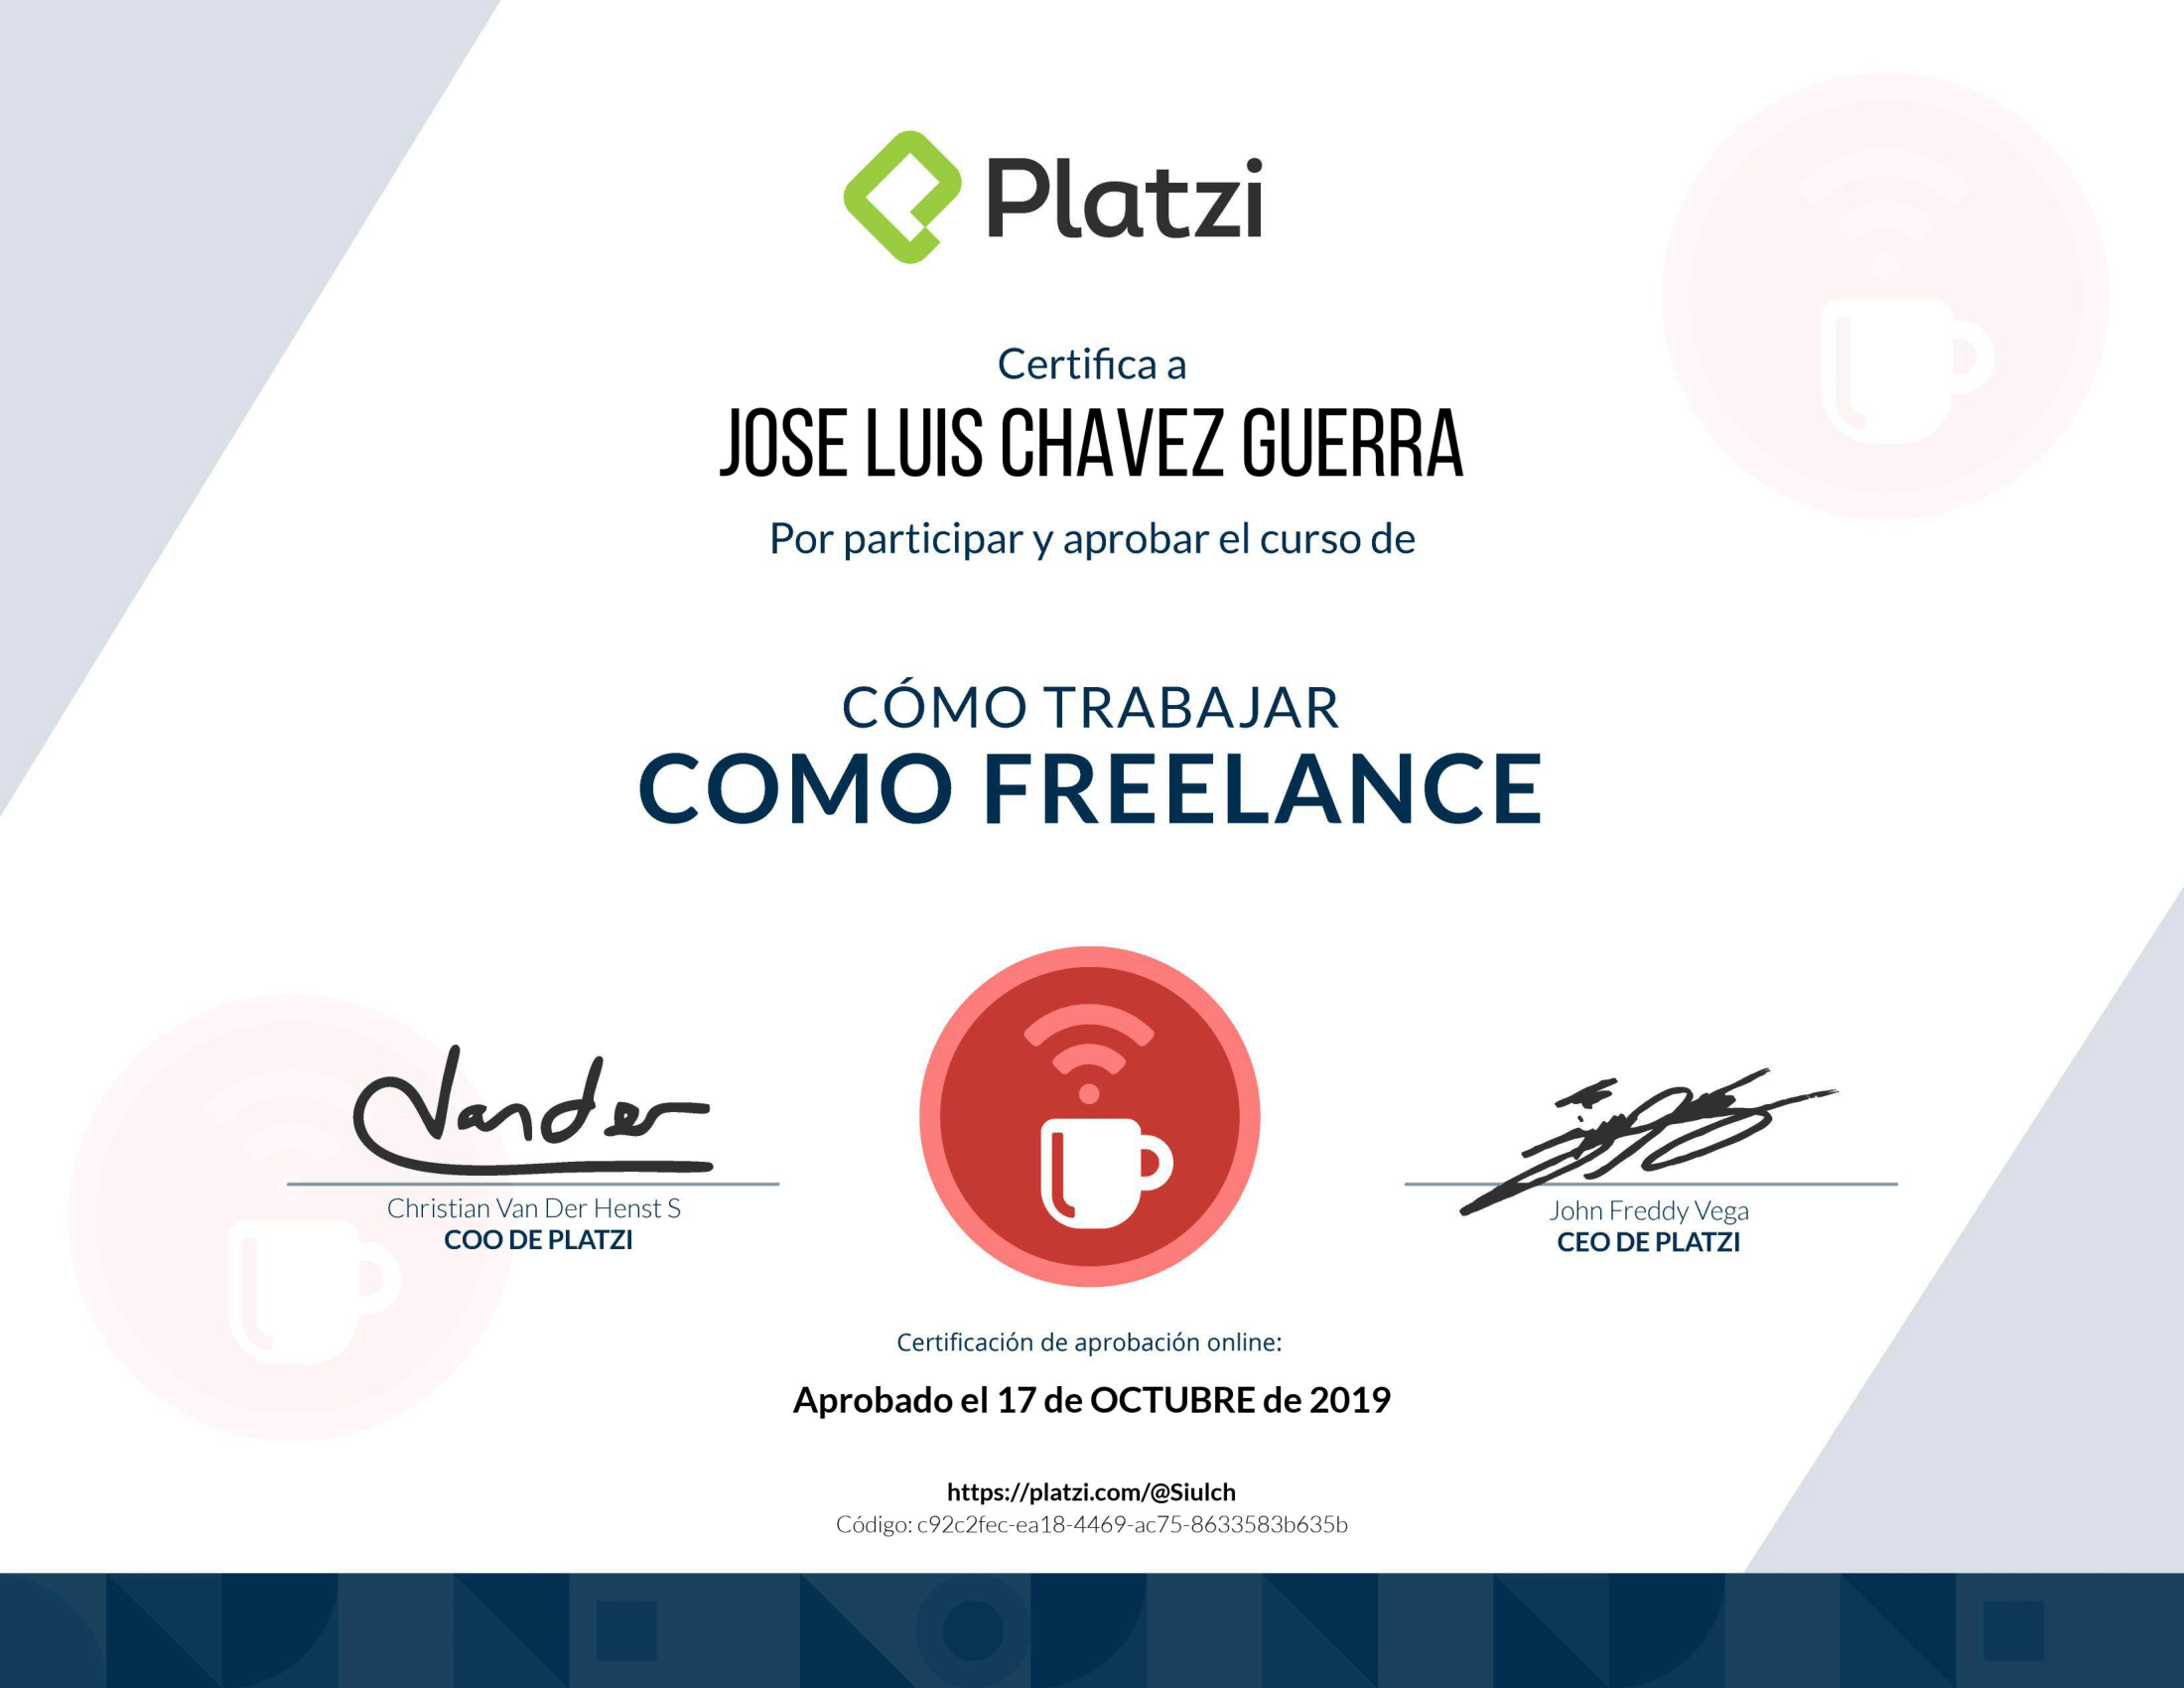 Platzi
Certifica a
JOSE LUIS CHAVEZ GUERRA
Por participar y aprobar el curso de
CÓMO TRABAJAR
COMO FREELANCE
Vander
Christian Van Der Henst S
COO DE PLATZI
John Freddy Vega
CEO DE PLATZI
Certificación de aprobación online:
Aprobado el 17 de OCTUBRE de 2019
https://platzi.com/@Siulch
Código: c92c2fec-ea18-4469-ac75-8633583b635b